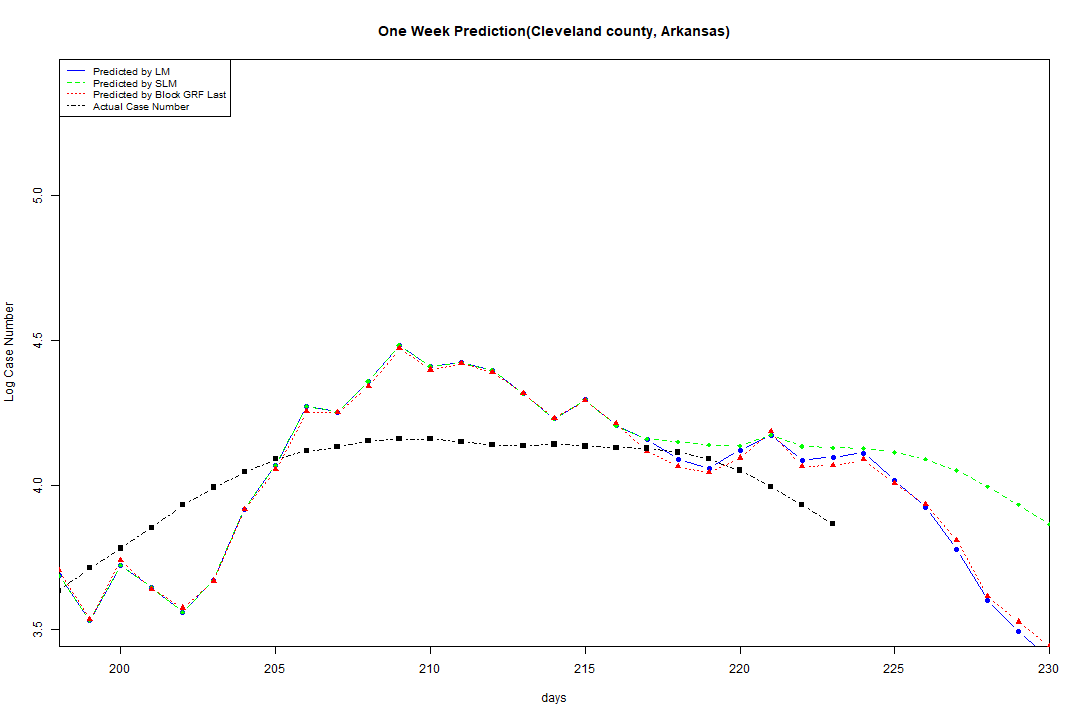 One Week Prediction(Cleveland county, Arkansas)
Predicted by LM
Predicted by SLM
Predicted by Block GRF Last
Actual Case Number
Log Case Number
5.0
4.5
4.0
3.5
200 205 210 215 220 225 230
days